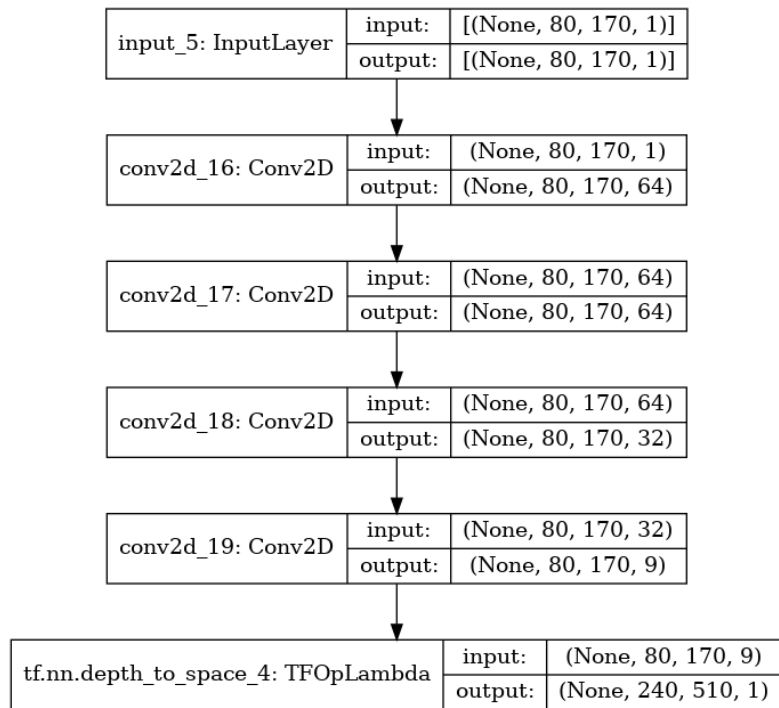 input_5: InputLayer
input: [(None, 80, 170, 1)]
output: [(None, 80, 170, 1)]
conv2d_16: Conv2D
input: (None, 80, 170, 1)
output: (None, 80, 170, 64)
conv2d_17: Conv2D
input: (None, 80, 170, 64)
output: (None, 80, 170, 64)
conv2d_18: Conv2D
input: (None, 80, 170, 64)
output: (None, 80, 170, 32)
conv2d_19: Conv2D
input: (None, 80, 170, 32)
output: (None, 80, 170, 9)
tf.nn.depth_to_space_4: TFOpLambda
input: (None, 80, 170, 9)
output: (None, 240, 510, 1)